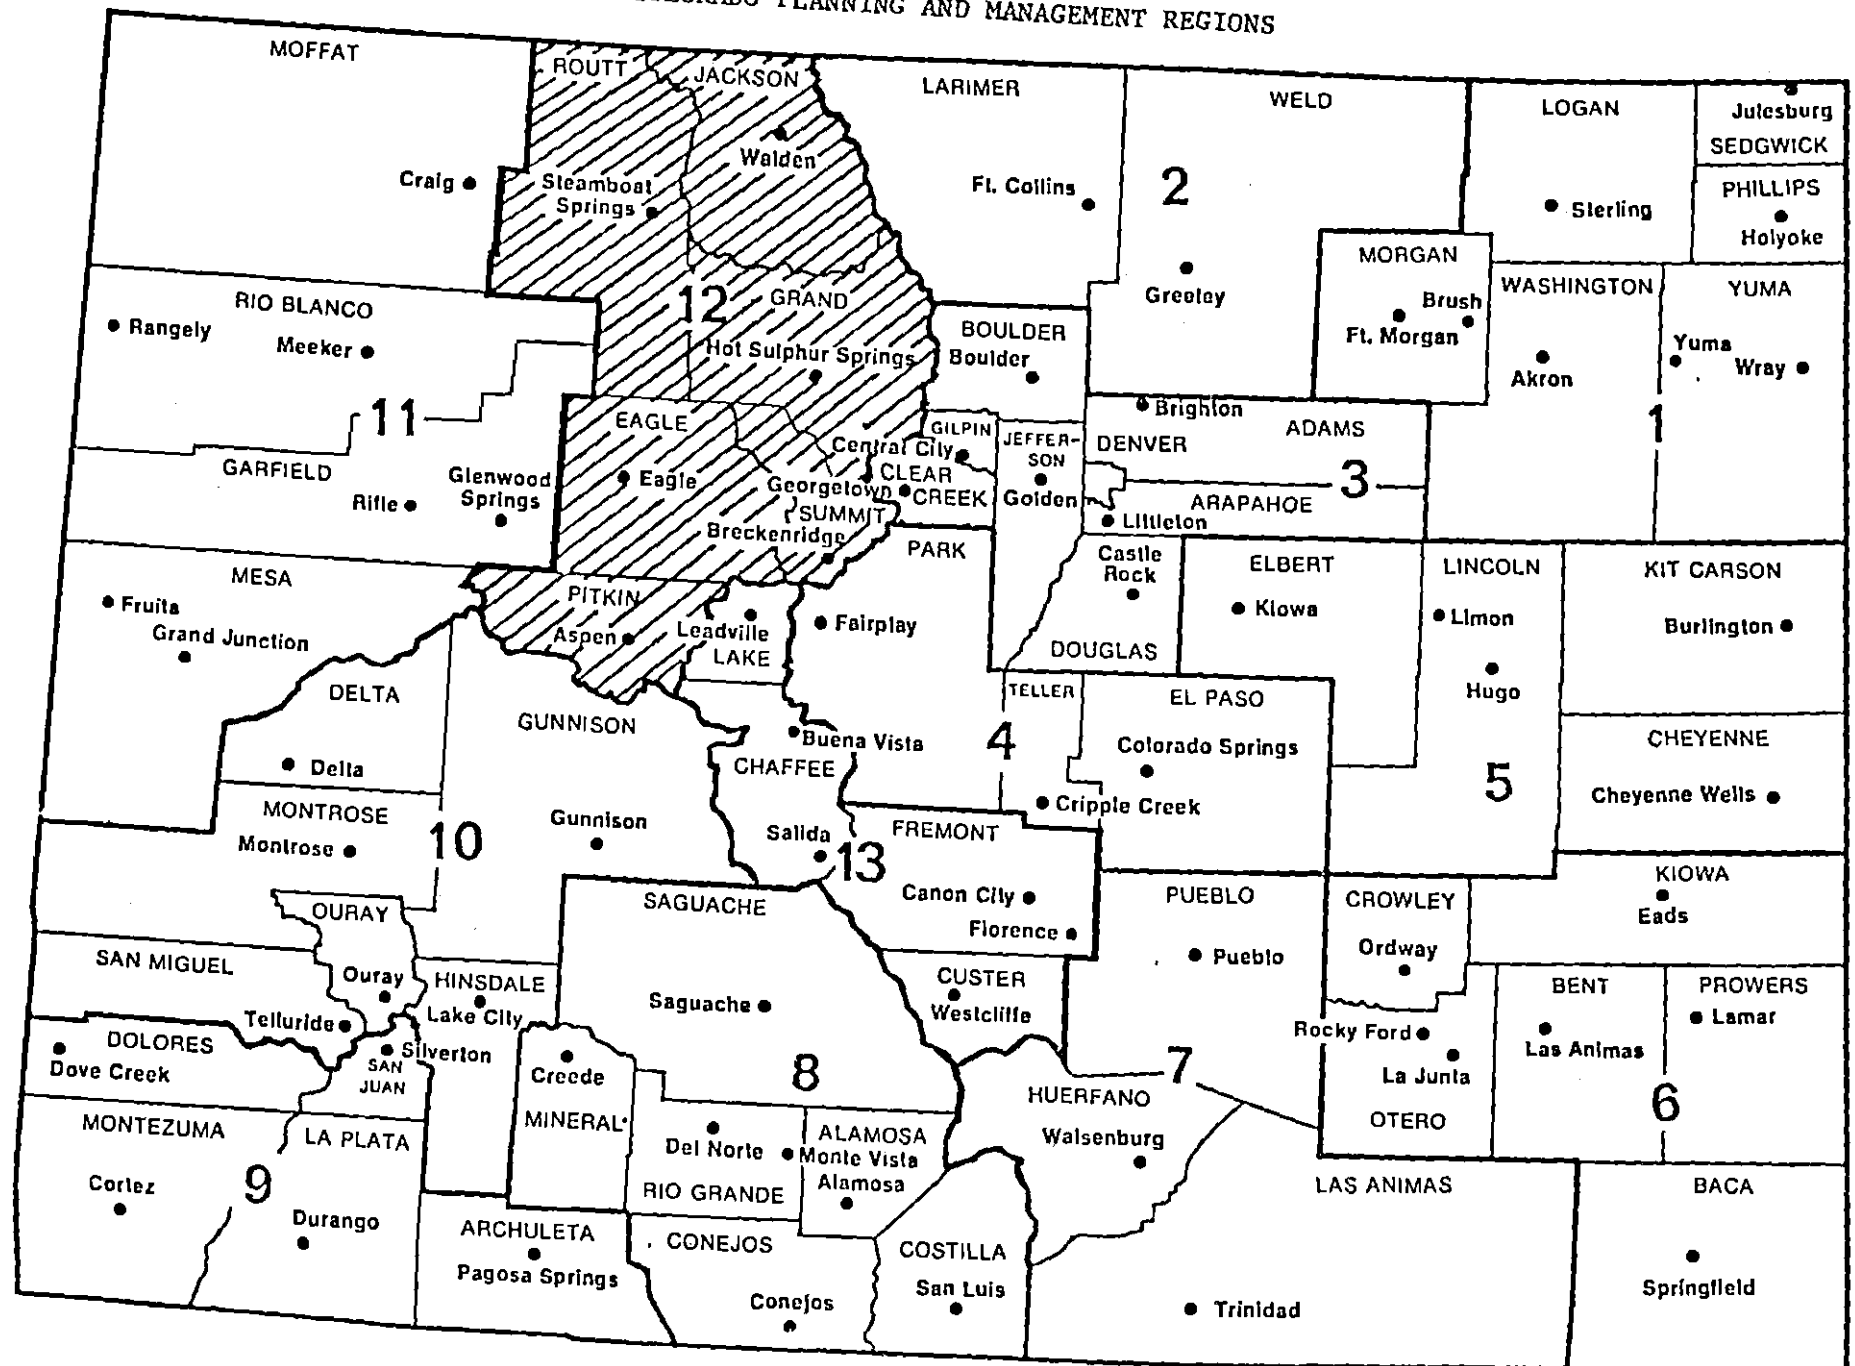 PLANNING AND MANAGEMENT REGIONS
MOFFAT
ROUTT
JACKSON
LARIMER
WELD
LOGAN
Julesburg
SEDGWICK
Walden
Craig
Steamboat
Springs
Ft. Collins
2
Sterling
PHILLIPS
Holyoke
RIO BLANCO
Rangely
Meeker
12
GRAND
Hot Sulphur Springs
BOULDER
Boulder
Greeley
MORGAN
Brush
Ft. Morgan
WASHINGTON
Akron
YUMA
Yuma
Wray
1
11
GARFIELD
Rifle
Glenwood
Springs
EAGLE
Eagle
GILPIN
Central City
CLEAR
CREEK
Georgetown
SUMMIT
Breckenridge
JEFFER-
SON
Golden
Brighton
DENVER
ADAMS
3
ARAPAHOE
Littleton
MESA
Fruita
Grand Junction
PITKIN
Aspen
Leadville
LAKE
PARK
Fairplay
Castle
Rock
DOUGLAS
ELBERT
Kiowa
LINCOLN
Limon
Hugo
KIT CARSON
Burlington
DELTA
Delta
GUNNISON
Gunnison
Buena Vista
CHAFFEE
Salida
TELLER
4
Cripple Creek
EL PASO
Colorado Springs
5
CHEYENNE
Cheyenne Wells
MONTROSE
Montrose
10
13
FREMONT
Canon City
Florence
PUEBLO
Pueblo
CROWLEY
Ordway
KIOWA
Eads
OURAY
Ouray
SAN MIGUEL
Telluride
HINSDALE
Lake City
SAGUACHE
Saguache
CUSTER
Westcliffe
Rocky Ford
La Junta
OTERO
BENT
Las Animas
PROWERS
Lamar
6
DOLORES
Dove Creek
SAN
JUAN
Silverton
Creede
MINERAL
8
7
HUERFANO
Walsenburg
MONTEZUMA
Cortez
9
LA PLATA
Durango
Del Norte
RIO GRANDE
ALAMOSA
Monte Vista
Alamosa
LAS ANIMAS
Trinidad
BACA
Springfield
ARCHULETA
Pagosa Springs
CONEJOS
Conejos
COSTILLA
San Luis